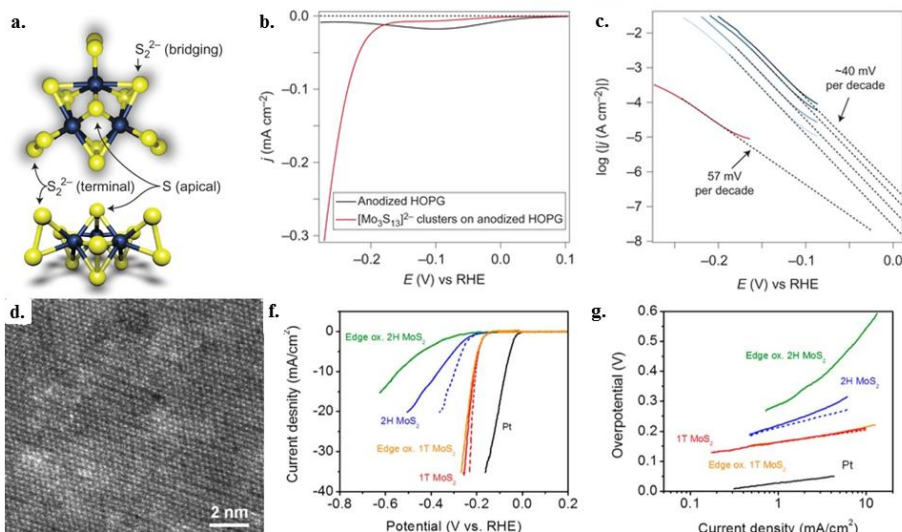 a.
S₂²⁻ (bridging)
S₂²⁻ (terminal)
S (apical)
b.
0.0
−0.1
−0.2
−0.3
j (mA cm⁻²)
Anodized HOPG
[Mo₃S₁₃]²⁻ clusters on anodized HOPG
−0.2
−0.1
0.0
0.1
E (V) vs RHE
c.
−1
−2
−3
−4
−5
−6
−7
−8
log (|j (A cm⁻²)|)
~40 mV
per decade
57 mV
per decade
−0.2
−0.1
0.0
E (V) vs RHE
d.
2 nm
f.
0
−10
−20
−30
−40
Current desnity (mA/cm²)
Edge ox. 2H MoS₂
2H MoS₂
Edge ox. 1T MoS₂
1T MoS₂
Pt
−0.8
−0.6
−0.4
−0.2
0.0
0.2
Potential (V vs. RHE)
g.
0.6
0.5
0.4
0.3
0.2
0.1
0.0
Overpotential (V)
Edge ox. 2H MoS₂
2H MoS₂
1T MoS₂
Edge ox. 1T MoS₂
Pt
0.1
1
10
Current density (mA/cm²)